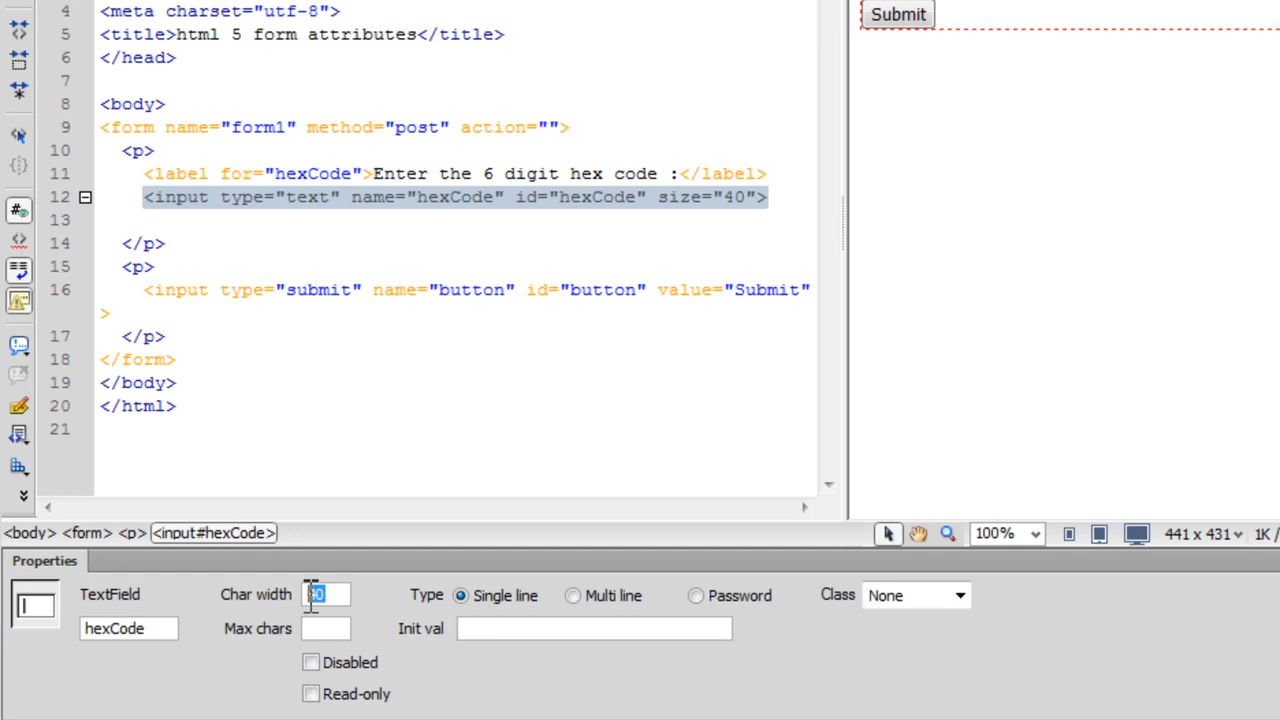 4 <meta charset="utf-8">
5 <title>html 5 form attributes</title>
6 </head>
7
8 <body>
9 <form name="form1" method="post" action="">
10 <p>
11 <label for="hexCode">Enter the 6 digit hex code :</label>
12 <input type="text" name="hexCode" id="hexCode" size="40">
13
14 </p>
15 <p>
16 <input type="submit" name="button" id="button" value="Submit"
>
17 </p>
18 </form>
19 </body>
20 </html>
21
Submit
<body> <form> <p> <input#hexCode> 100% 441 x 431 1K /
Properties
TextField Char width 40 Type Single line Multi line Password Class None
hexCode Max chars Init val
Disabled
Read-only